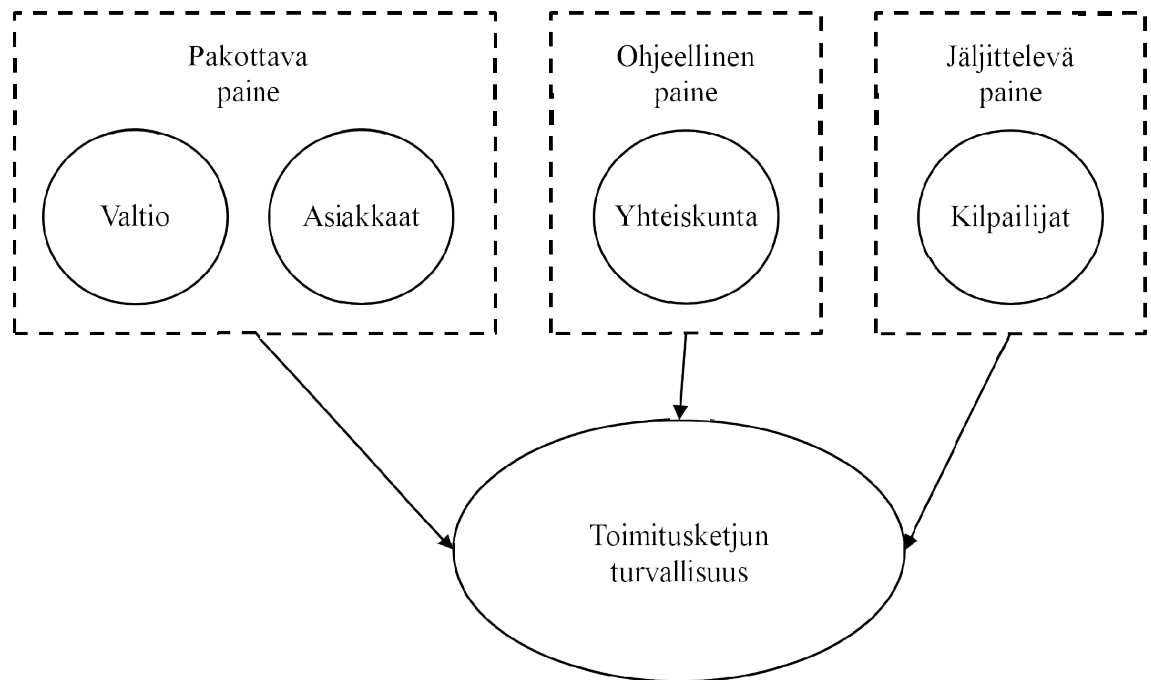 Pakottava
paine
Valtio
Asiakkaat
Ohjeellinen
paine
Yhteiskunta
Jäljittelevä
paine
Kilpailijat
Toimitusketjun
turvallisuus